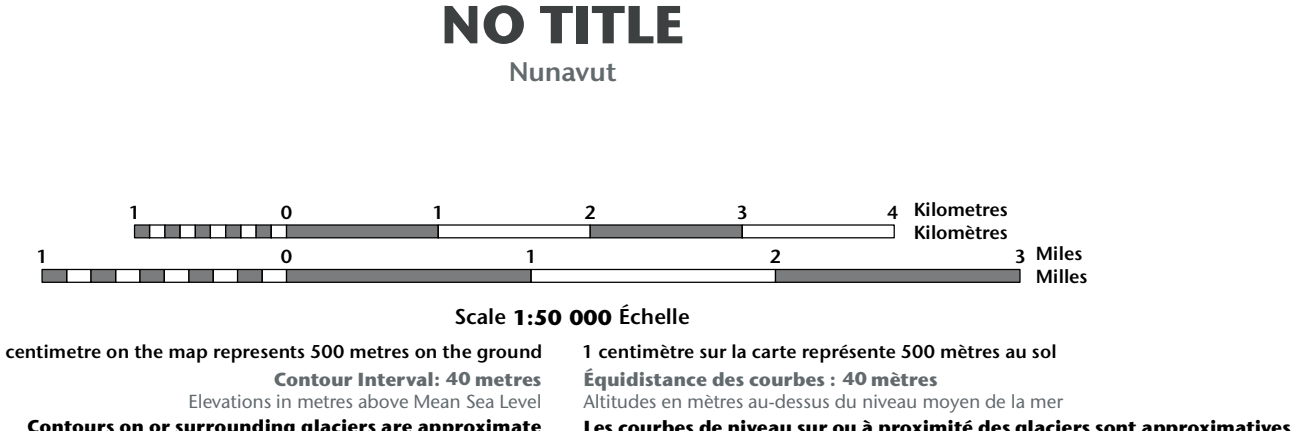 NO TITLE
Nunavut
1 0 1 2 3 4 Kilometres
Kilomètres
1 0 1 2 3 Miles
Milles
Scale 1:50 000 Échelle
centimetre on the map represents 500 metres on the ground
1 centimètre sur la carte représente 500 mètres au sol
Contour Interval: 40 metres
Équidistance des courbes : 40 mètres
Elevations in metres above Mean Sea Level
Altitudes en mètres au-dessus du niveau moyen de la mer
Contours on or surrounding glaciers are approximate
Les courbes de niveau sur ou à proximité des glaciers sont approximatives